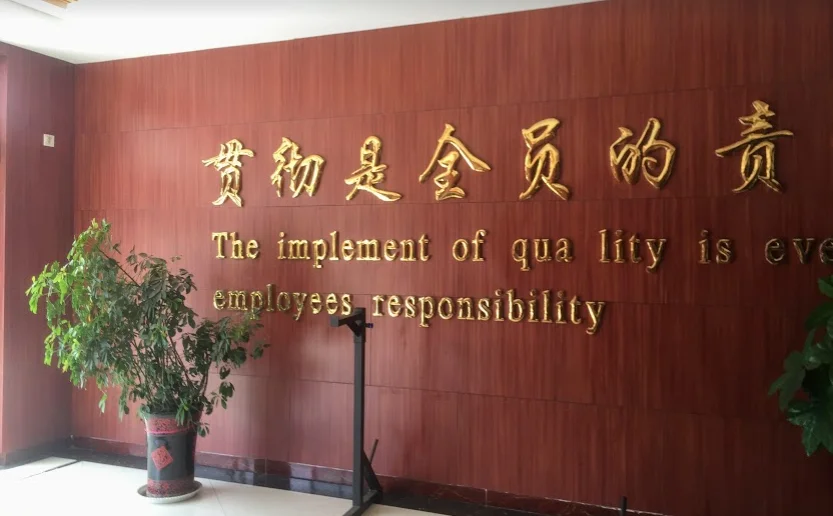 贯彻是全员的责
The implement of qua lity is eve
employees responsibility